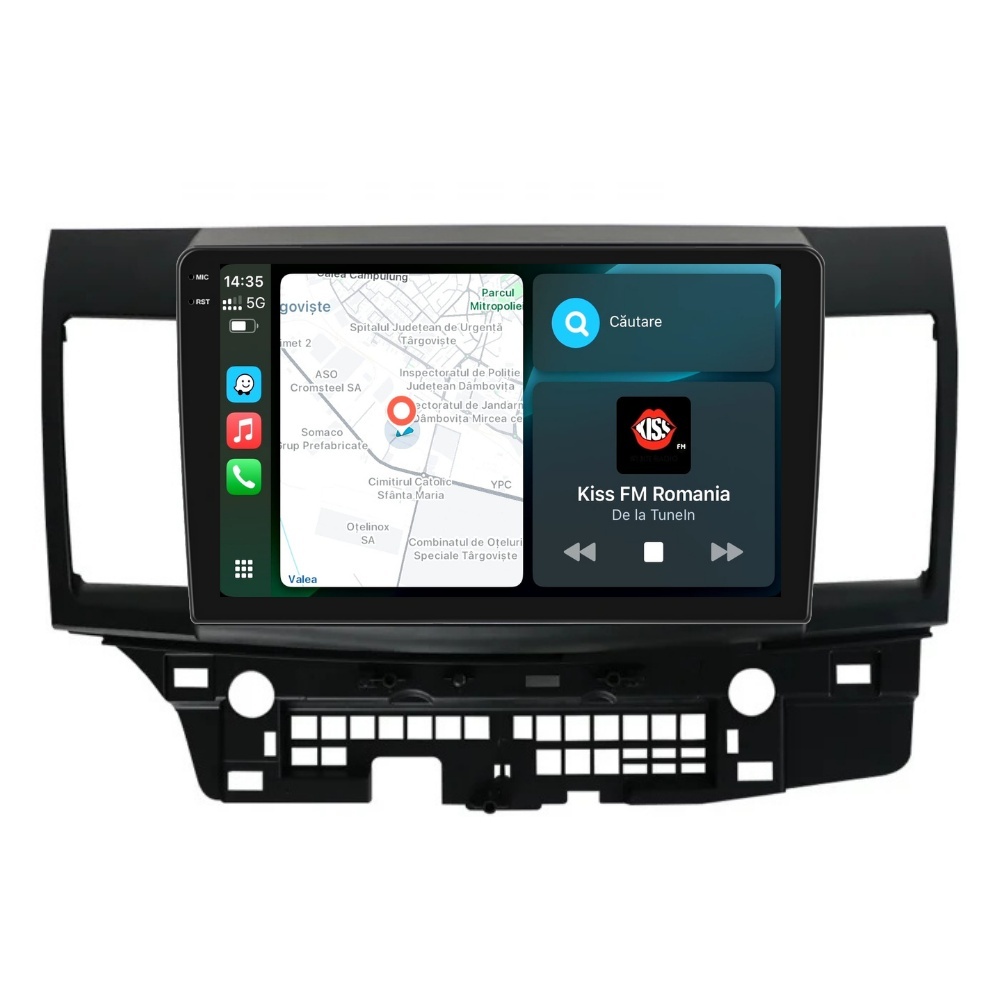 MIC
RST
14:35
5G
Calea Câmpulung
goviște
Parcul
Mitropoliei
Spitalul Județean de Urgență
Târgoviște
imet 2
ASO
Cromsteel SA
Inspectoratul de Poliție
Județean Dâmbovița
ectoratul de Jandarm
Dâmbovița Mircea ce
Somaco
Grup Prefabricate
Cimitirul Catolic
Sfânta Maria
YPC
Oțelinox
SA
Combinatul de Oțeluri
Speciale Târgoviște
Valea
Căutare
KISS
FM
Kiss FM Romania
De la TuneIn